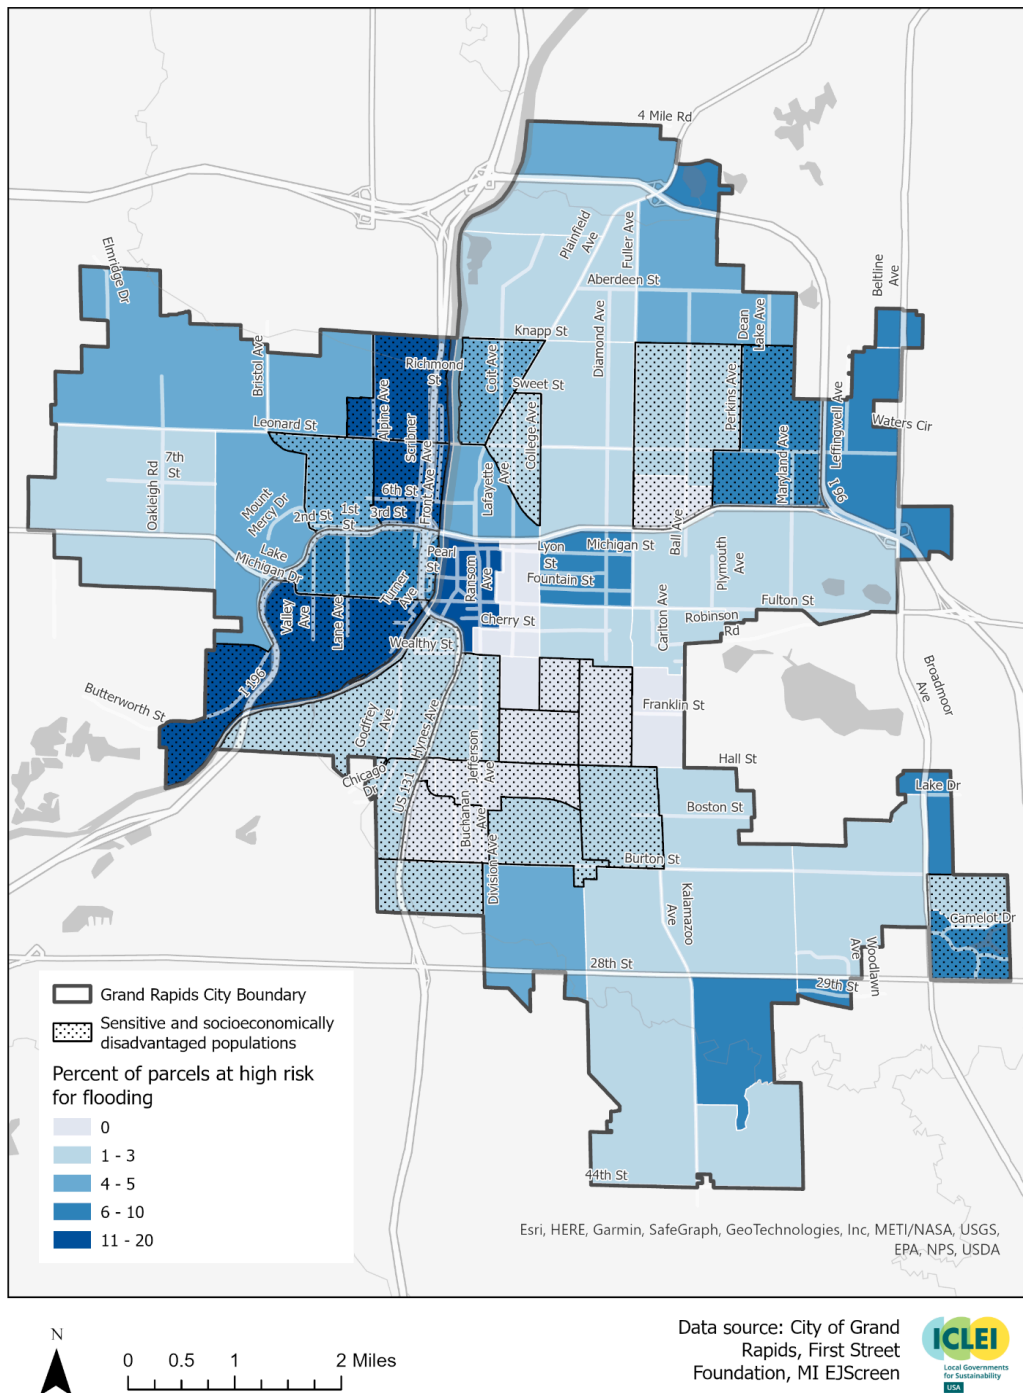 4 Mile Rd
Elmridge Dr
Plainfield
Ave
Fuller Ave
Beltline
Ave
Aberdeen St
Dean
Lake Ave
Knapp St
Diamond Ave
Bristol Ave
Richmond
St
Colt Ave
Sweet St
Alpine Ave
Scribner
College Ave
Perkins Ave
Leffingwell Ave
Waters Cir
Leonard St
Maryland Ave
7th
St
Oakleigh Rd
Front Ave Ave
Lafayette
Ave
I 96
6th St
Mount
Mercy Dr
2nd St
1st
St
3rd St
Ball Ave
Lake
Michigan Dr
Pearl
St
Ransom
Ave
Lyon
St
Michigan St
Plymouth
Ave
Fountain St
Turner
Ave
Valley
Ave
Lane Ave
Fulton St
Cherry St
Carlton Ave
Robinson
Rd
Wealthy St
I 196
Butterworth St
Broadmoor
Ave
Godfrey
Ave
Hynes Ave
Franklin St
Jefferson
Ave
Hall St
Chicago
Dr
US 131
Lake Dr
Buchanan
Ave
Boston St
Division Ave
Burton St
Kalamazoo
Ave
Camelot Dr
Woodlawn
Ave
28th St
29th St
44th St
Grand Rapids City Boundary
Sensitive and socioeconomically
disadvantaged populations
Percent of parcels at high risk
for flooding
0
1 - 3
4 - 5
6 - 10
11 - 20
Esri, HERE, Garmin, SafeGraph, GeoTechnologies, Inc, METI/NASA, USGS,
EPA, NPS, USDA
N
0 0.5 1 2 Miles
Data source: City of Grand
Rapids, First Street
Foundation, MI EJScreen
ICLEI
Local Governments
for Sustainability
USA